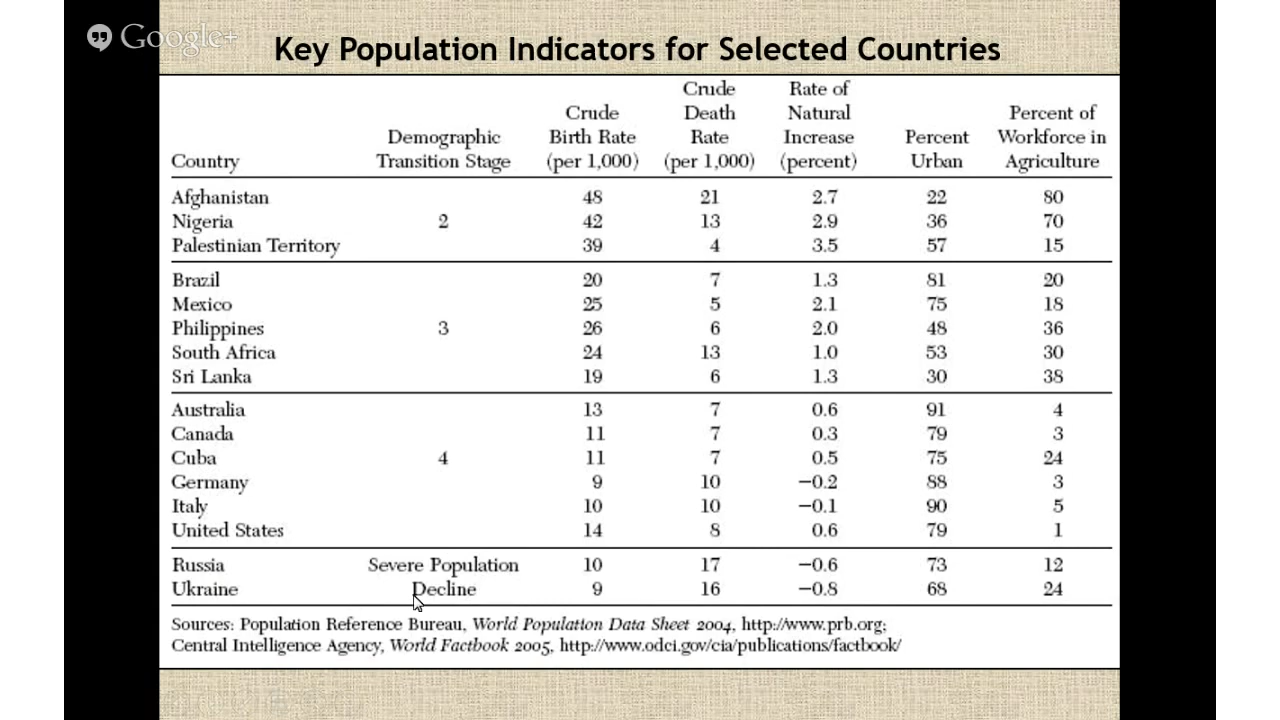 Google+
Key Population Indicators for Selected Countries
Crude Rate of
Crude Death Natural Percent of
Demographic Birth Rate Rate Increase Percent Workforce in
Country Transition Stage (per 1,000) (per 1,000) (percent) Urban Agriculture
Afghanistan 48 21 2.7 22 80
Nigeria 2 42 13 2.9 36 70
Palestinian Territory 39 4 3.5 57 15
Brazil 20 7 1.3 81 20
Mexico 25 5 2.1 75 18
Philippines 3 26 6 2.0 48 36
South Africa 24 13 1.0 53 30
Sri Lanka 19 6 1.3 30 38
Australia 13 7 0.6 91 4
Canada 11 7 0.3 79 3
Cuba 4 11 7 0.5 75 24
Germany 9 10 −0.2 88 3
Italy 10 10 −0.1 90 5
United States 14 8 0.6 79 1
Russia Severe Population 10 17 −0.6 73 12
Ukraine Decline 9 16 −0.8 68 24
Sources: Population Reference Bureau, World Population Data Sheet 2004, http://www.prb.org;
Central Intelligence Agency, World Factbook 2005, http://www.odci.gov/cia/publications/factbook/